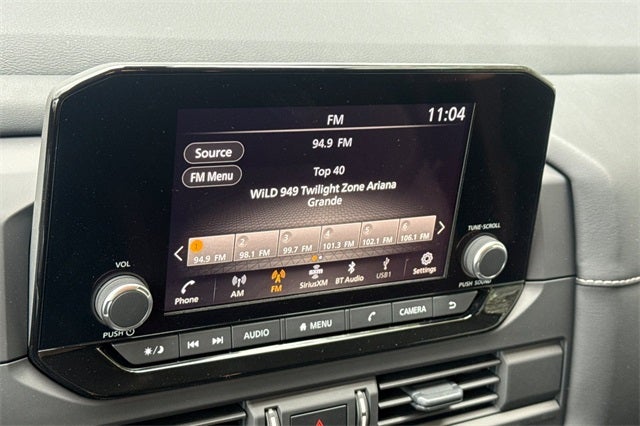 FM
11:04
94.9 FM
Source
Top 40
FM Menu
WiLD 949 Twilight Zone Ariana
Grande
1 2 3 4 5 6
94.9 FM 98.1 FM 99.7 FM 101.3 FM 102.1 FM 106.1 FM
Phone AM FM SiriusXM BT Audio USB1 Settings
sxm
TUNE-SCROLL
PUSH SOUND
VOL
PUSH
AUDIO MENU CAMERA